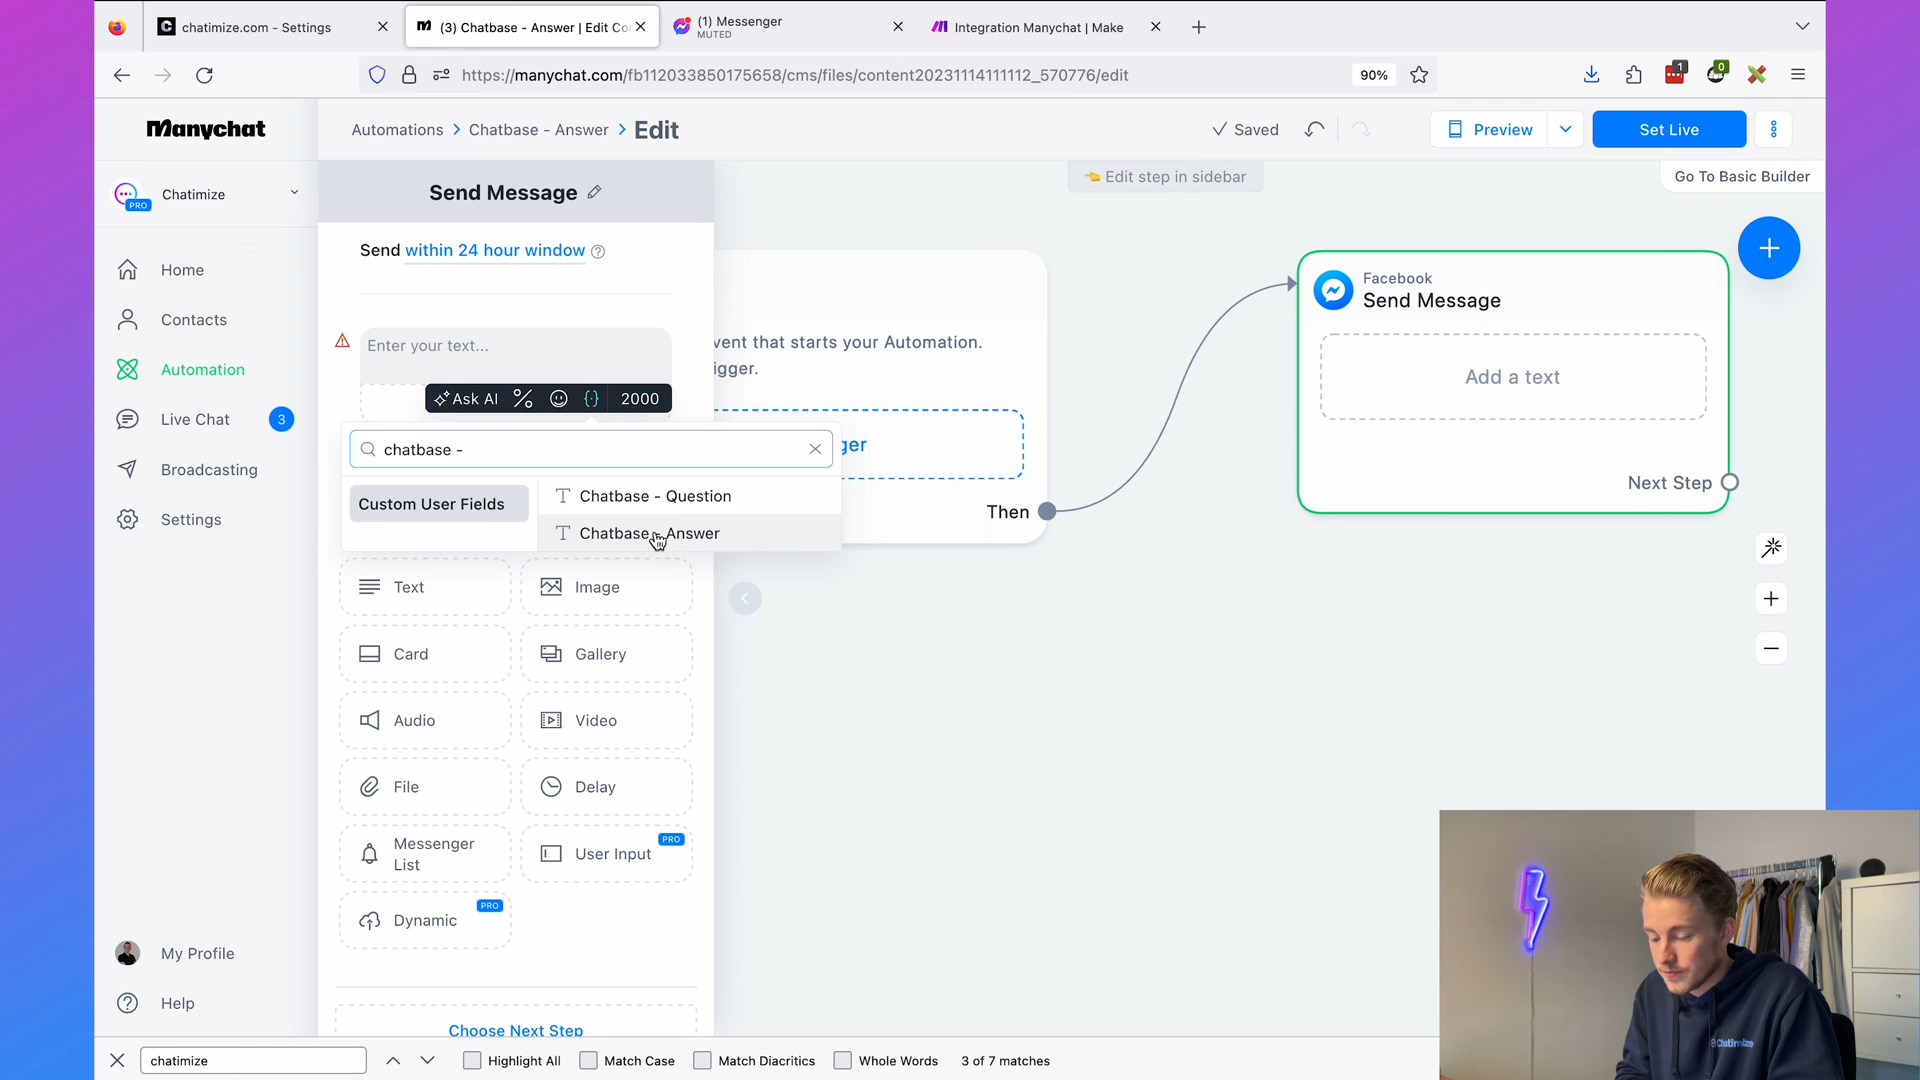 chatimize.com - Settings
(3) Chatbase - Answer | Edit Co
(1) Messenger
MUTED
Integration Manychat | Make
https://manychat.com/fb112033850175658/cms/files/content20231114111112_570776/edit
90%
1
0
Manychat
Automations
Chatbase - Answer
Edit
Saved
Preview
Set Live
Chatimize
PRO
Send Message
Edit step in sidebar
Go To Basic Builder
Home
Contacts
Automation
Live Chat
3
Broadcasting
Settings
My Profile
Help
Send within 24 hour window
Enter your text...
Ask AI
2000
chatbase -
Custom User Fields
Chatbase - Question
Chatbase - Answer
Text
Image
Card
Gallery
Audio
Video
File
Delay
Messenger
List
User Input
PRO
Dynamic
PRO
Choose Next Step
vent that starts your Automation.
igger.
ger
Then
Facebook
Send Message
Add a text
Next Step
chatimize
Highlight All
Match Case
Match Diacritics
Whole Words
3 of 7 matches
Chatimize